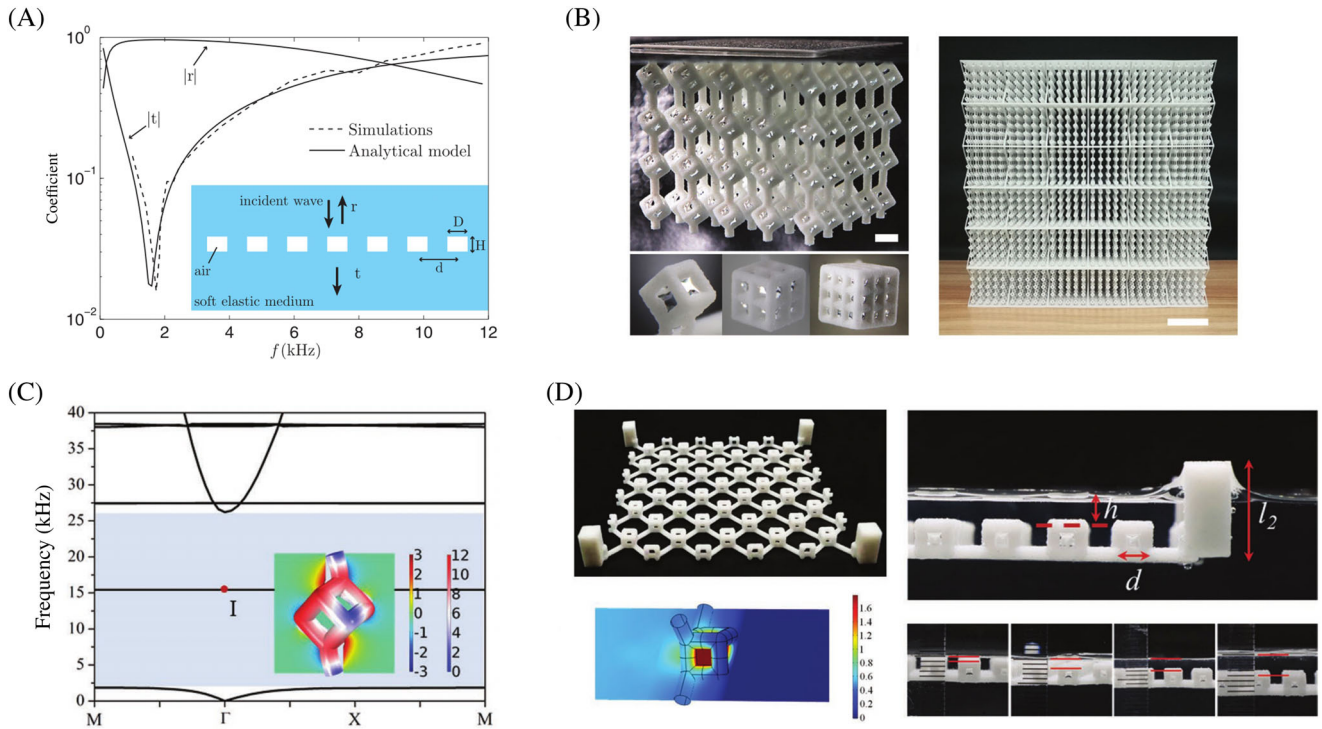 (A)
10⁰
10⁻¹
10⁻²
Coefficient
|r|
|t|
Simulations
Analytical model
incident wave
r
D
H
air
d
t
soft elastic medium
0 2 4 6 8 10 12
f (kHz)
(B)
(C)
40
35
30
25
20
15
10
5
0
Frequency (kHz)
I
3 12
2 10
1 8
0 6
-1 4
-2 2
-3 0
M Γ X M
(D)
h
l₂
d
1.6
1.4
1.2
1
0.8
0.6
0.4
0.2
0